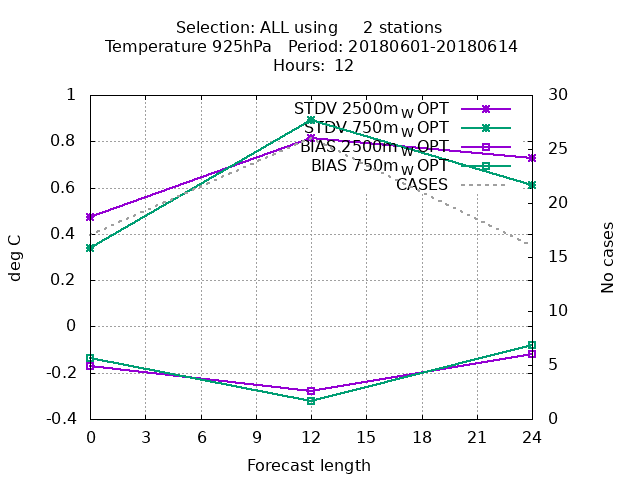 Selection: ALL using 2 stations
Temperature 925hPa Period: 20180601-20180614
Hours: 12
1
0.8
0.6
0.4
0.2
0
-0.2
-0.4
deg C
STDV 2500m_W OPT
STDV 750m_W OPT
BIAS 2500m_W OPT
BIAS 750m_W OPT
CASES
30
25
20
15
10
5
0
No cases
0 3 6 9 12 15 18 21 24
Forecast length